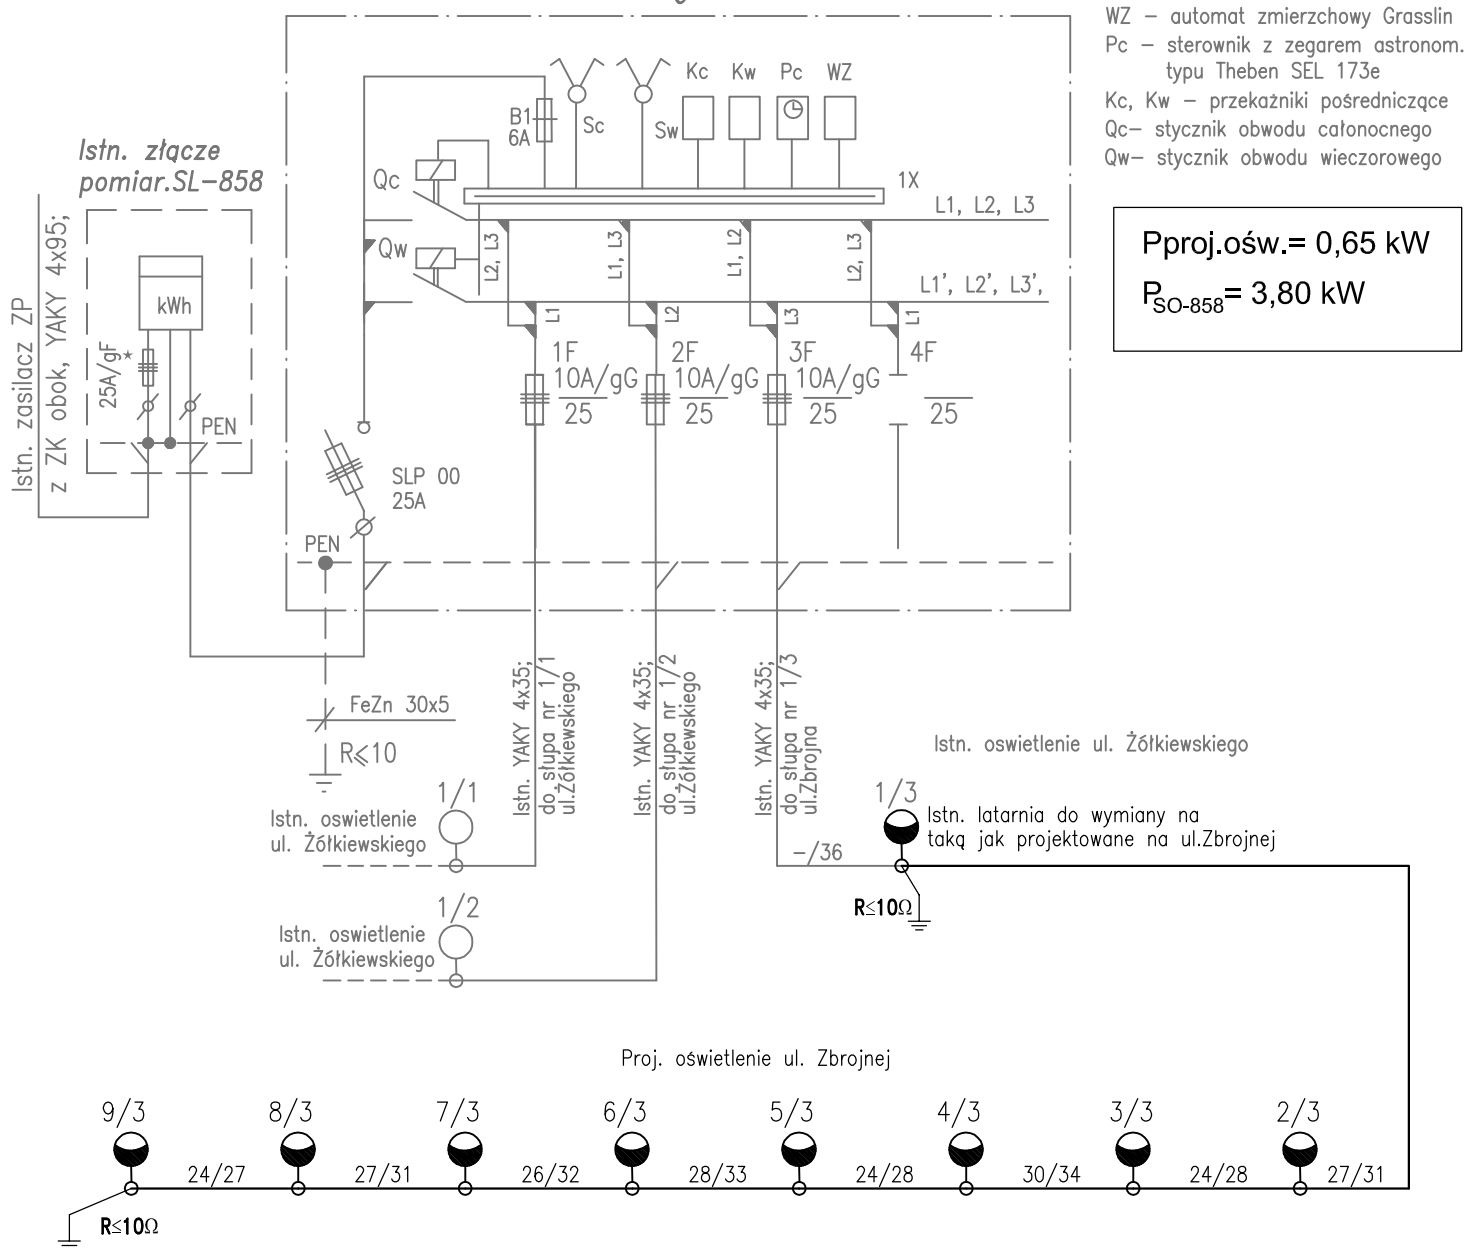 WZ – automat zmierzchowy Grasslin
Pc – sterownik z zegarem astronom.
typu Theben SEL 173e
Kc, Kw – przekaźniki pośredniczące
Qc– stycznik obwodu całonocnego
Qw– stycznik obwodu wieczorowego
Pproj.ośw.= 0,65 kW
PSO-858= 3,80 kW
Istn. złącze
pomiar.SL–858
Istn. zasilacz ZP
z ZK obok, YAKY 4x95;
kWh
25A/gF*
PEN
B1
6A
Sc
Sw
Kc
Kw
Pc
WZ
1X
Qc
Qw
L1, L2, L3
L1', L2', L3',
L2, L3
L1, L3
L1, L2
L2, L3
L1
L2
L3
L1
1F
10A/gG
25
2F
10A/gG
25
3F
10A/gG
25
4F
25
SLP 00
25A
PEN
FeZn 30x5
R⩽10
Istn. YAKY 4x35;
do słupa nr 1/1
ul.Żółkiewskiego
Istn. YAKY 4x35;
do słupa nr 1/2
ul.Żółkiewskiego
Istn. YAKY 4x35;
do słupa nr 1/3
ul.Zbrojna
Istn. oswietlenie ul. Żółkiewskiego
1/1
Istn. oswietlenie
ul. Żółkiewskiego
1/2
Istn. oswietlenie
ul. Żółkiewskiego
1/3
Istn. latarnia do wymiany na
taką jak projektowane na ul.Zbrojnej
–/36
R≤10Ω
Proj. oświetlenie ul. Zbrojnej
9/3
8/3
7/3
6/3
5/3
4/3
3/3
2/3
24/27
27/31
26/32
28/33
24/28
30/34
24/28
27/31
R≤10Ω